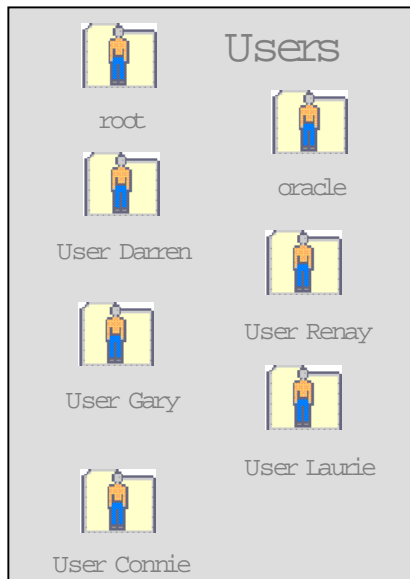 Users
root
oracle
User Darren
User Renay
User Gary
User Laurie
User Connie